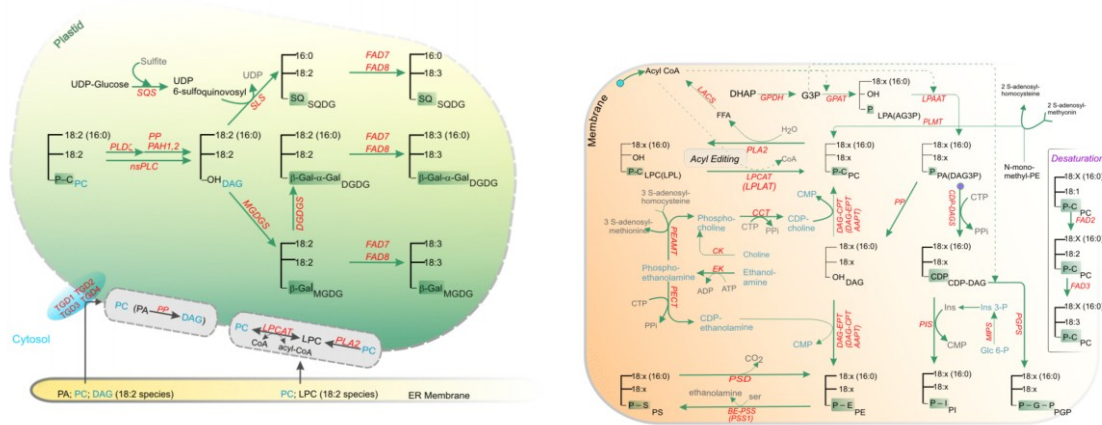 Plastid
Sulfite
UDP-Glucose
SQS
UDP
6-sulfoquinovosyl
UDP
SLS
16:0
18:2
SQ SQDG
FAD7
FAD8
16:0
18:3
SQ SQDG
18:2 (16:0)
18:2
P-C PC
PLDζ
PP
PAH1,2
nsPLC
18:2 (16:0)
18:2
OH DAG
18:2 (16:0)
18:2
β-Gal-α-Gal DGDG
FAD7
FAD8
18:3 (16:0)
18:3
β-Gal-α-Gal DGDG
MGDGS
DGDGS
18:2
18:2
β-Gal MGDG
FAD7
FAD8
18:3
18:3
β-Gal MGDG
TGD1 TGD2
TGD3 TGD4
Cytosol
PC (PA PP DAG)
PC LPCAT LPC PLA2 PC
CoA acyl-CoA
PA; PC; DAG (18:2 species)
PC; LPC (18:2 species)
ER Membrane
Membrane
Acyl CoA
LACS
FFA
DHAP
GPDH
G3P
GPAT
18:x (16:0)
OH
P
LPA(AG3P)
LPAAT
2 S-adenosyl-homocysteine
2 S-adenosyl-methyonin
PLMT
N-mono-methyl-PE
H2O
PLA2
18:x (16:0)
OH
P-C LPC(LPL)
Acyl Editing
CoA
LPCAT
(LPLAT)
18:x (16:0)
18:x
P-C PC
18:x (16:0)
18:x
P PA(DAG3P)
Desaturation
18:X (16:0)
18:1
P-C PC
FAD2
18:X (16:0)
18:2
P-C PC
FAD3
18:X (16:0)
18:3
P-C PC
3 S-adenosyl-homocysteine
3 S-adenosyl-methionine
PEAMT
Phospho-choline
CCT
CTP PPi
CDP-choline
CMP
DAG-CPT
(DAG-EPT
AAPT)
PP
CDP-DAGS
CTP
PPi
CK
Choline
Phospho-ethanolamine
EK
ADP ATP
Ethanol-amine
18:x (16:0)
18:x
OH DAG
18:x (16:0)
18:x
CDP CDP-DAG
CTP
PECT
PPi
CDP-ethanolamine
CMP
DAG-EPT
(DAG-CPT
AAPT)
PIS
Ins
Ins 3-P
MIPS
Glc 6-P
CMP
PGPS
CO2
PSD
18:x (16:0)
18:x
P-S PS
ethanolamine ser
BE-PSS
(PSS1)
18:x (16:0)
18:x
P-E PE
18:x (16:0)
18:x
P-I PI
18:x (16:0)
18:x
P-G-P PGP